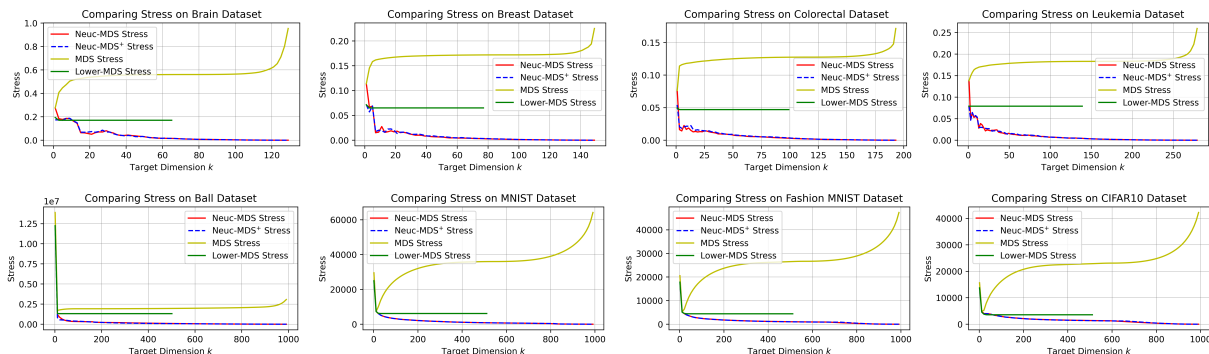 Comparing Stress on Brain Dataset
Stress
1.0
0.8
0.6
0.4
0.2
0.0
Neuc-MDS Stress
Neuc-MDS⁺ Stress
MDS Stress
Lower-MDS Stress
0 20 40 60 80 100 120
Target Dimension k
Comparing Stress on Breast Dataset
Stress
0.20
0.15
0.10
0.05
0.00
Neuc-MDS Stress
Neuc-MDS⁺ Stress
MDS Stress
Lower-MDS Stress
0 20 40 60 80 100 120 140
Target Dimension k
Comparing Stress on Colorectal Dataset
Stress
0.15
0.10
0.05
0.00
Neuc-MDS Stress
Neuc-MDS⁺ Stress
MDS Stress
Lower-MDS Stress
0 25 50 75 100 125 150 175 200
Target Dimension k
Comparing Stress on Leukemia Dataset
Stress
0.25
0.20
0.15
0.10
0.05
0.00
Neuc-MDS Stress
Neuc-MDS⁺ Stress
MDS Stress
Lower-MDS Stress
0 50 100 150 200 250
Target Dimension k
Comparing Stress on Ball Dataset
1e7
Stress
1.25
1.00
0.75
0.50
0.25
0.00
Neuc-MDS Stress
Neuc-MDS⁺ Stress
MDS Stress
Lower-MDS Stress
0 200 400 600 800 1000
Target Dimension k
Comparing Stress on MNIST Dataset
Stress
60000
40000
20000
0
Neuc-MDS Stress
Neuc-MDS⁺ Stress
MDS Stress
Lower-MDS Stress
0 200 400 600 800 1000
Target Dimension k
Comparing Stress on Fashion MNIST Dataset
Stress
40000
30000
20000
10000
0
Neuc-MDS Stress
Neuc-MDS⁺ Stress
MDS Stress
Lower-MDS Stress
0 200 400 600 800 1000
Target Dimension k
Comparing Stress on CIFAR10 Dataset
Stress
40000
30000
20000
10000
0
Neuc-MDS Stress
Neuc-MDS⁺ Stress
MDS Stress
Lower-MDS Stress
0 200 400 600 800 1000
Target Dimension k